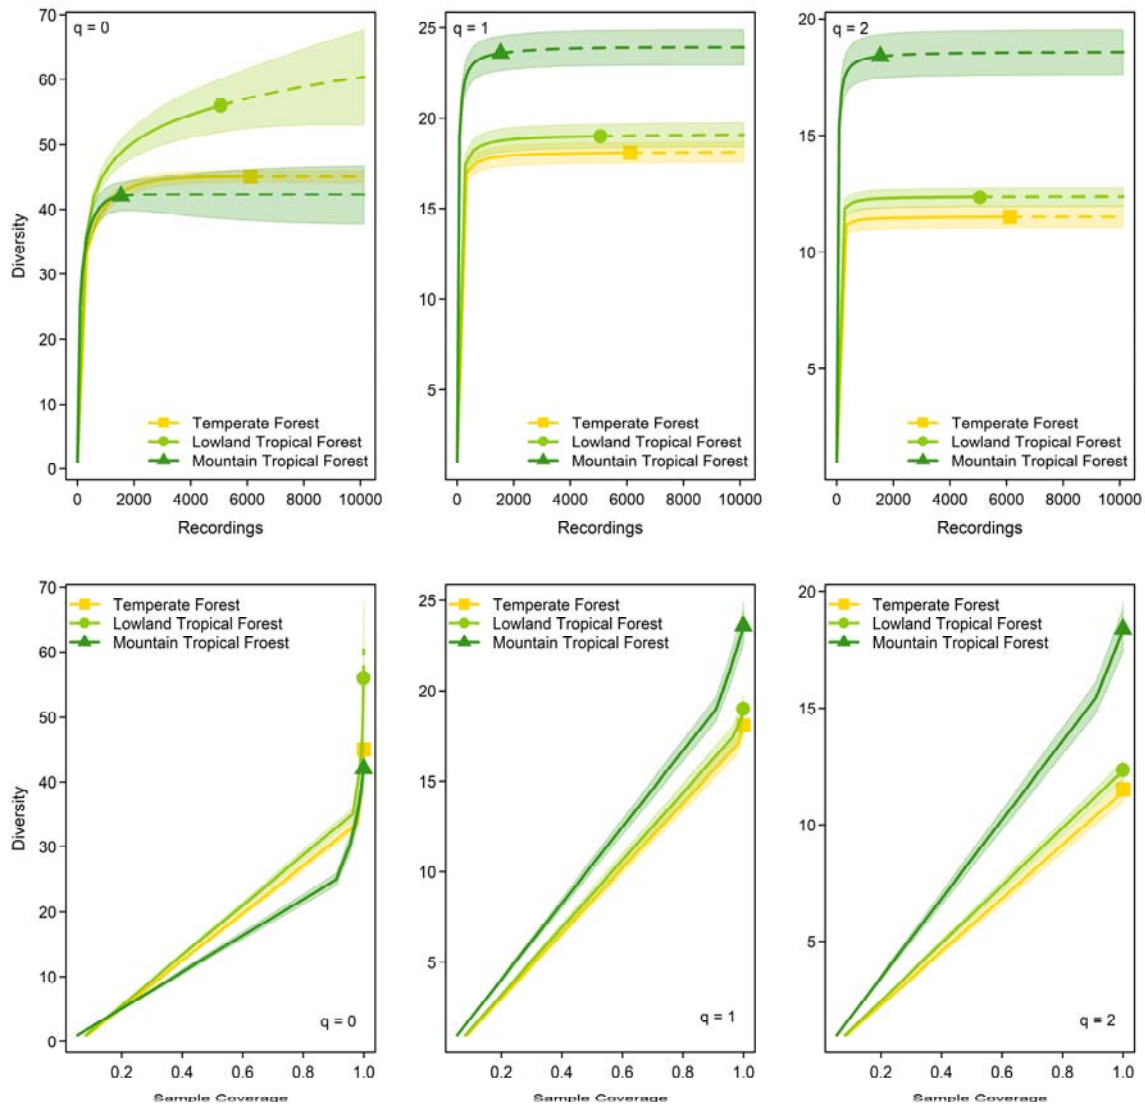 q = 0
70
60
50
40
30
20
10
0
Diversity
Temperate Forest
Lowland Tropical Forest
Mountain Tropical Forest
0 2000 4000 6000 8000 10000
Recordings
q = 1
25
20
15
10
5
Temperate Forest
Lowland Tropical Forest
Mountain Tropical Forest
0 2000 4000 6000 8000 10000
Recordings
q = 2
20
15
10
5
Temperate Forest
Lowland Tropical Forest
Mountain Tropical Forest
0 2000 4000 6000 8000 10000
Recordings
70
60
50
40
30
20
10
0
Diversity
Temperate Forest
Lowland Tropical Forest
Mountain Tropical Froest
q = 0
0.2 0.4 0.6 0.8 1.0
Sample Coverage
25
20
15
10
5
Temperate Forest
Lowland Tropical Forest
Mountain Tropical Forest
q = 1
0.2 0.4 0.6 0.8 1.0
Sample Coverage
20
15
10
5
Temperate Forest
Lowland Tropical Forest
Mountain Tropical Forest
q = 2
0.2 0.4 0.6 0.8 1.0
Sample Coverage